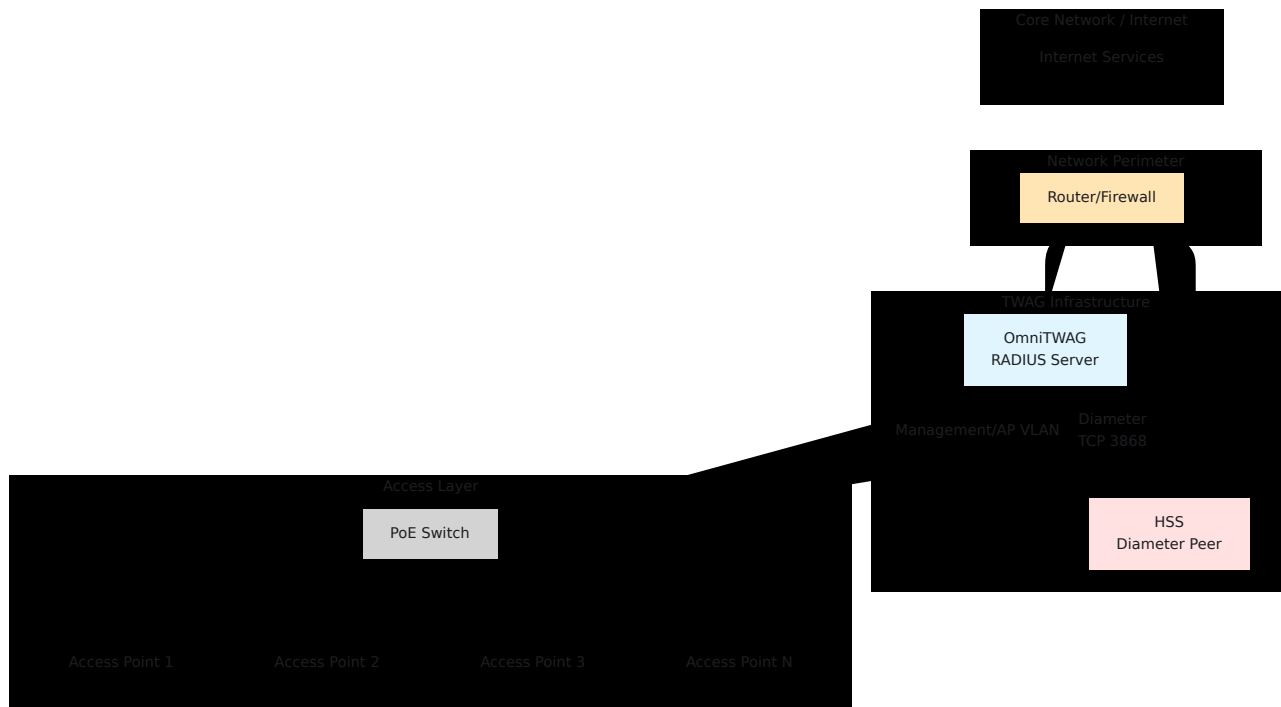 Core Network / Internet
Internet Services
Network Perimeter
Router/Firewall
TWAG Infrastructure
OmniTWAG
RADIUS Server
Management/AP VLAN
Diameter
TCP 3868
Access Layer
PoE Switch
HSS
Diameter Peer
Access Point 1
Access Point 2
Access Point 3
Access Point N